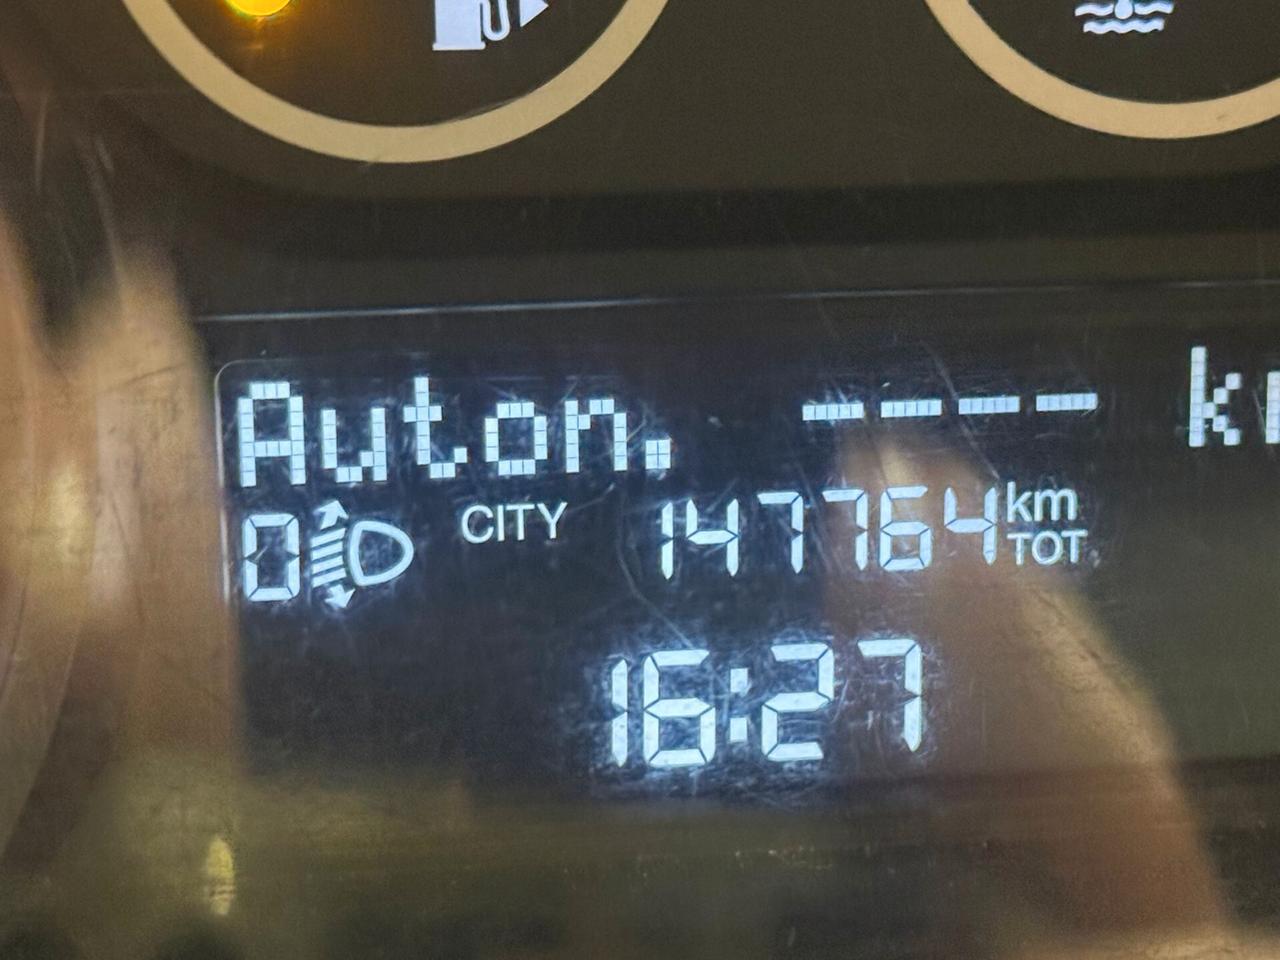 Auton. ---- k
0 CITY 147764 km
TOT
16:27